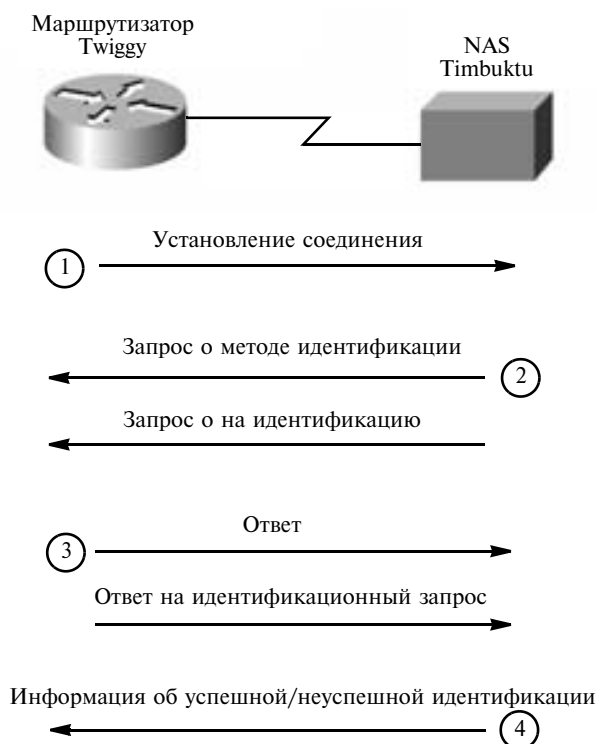 Маршрутизатор
Twiggy
NAS
Timbuktu
Установление соединения
1
Запрос о методе идентификации
2
Запрос о на идентификацию
Ответ
3
Ответ на идентификационный запрос
Информация об успешной/неуспешной идентификации
4